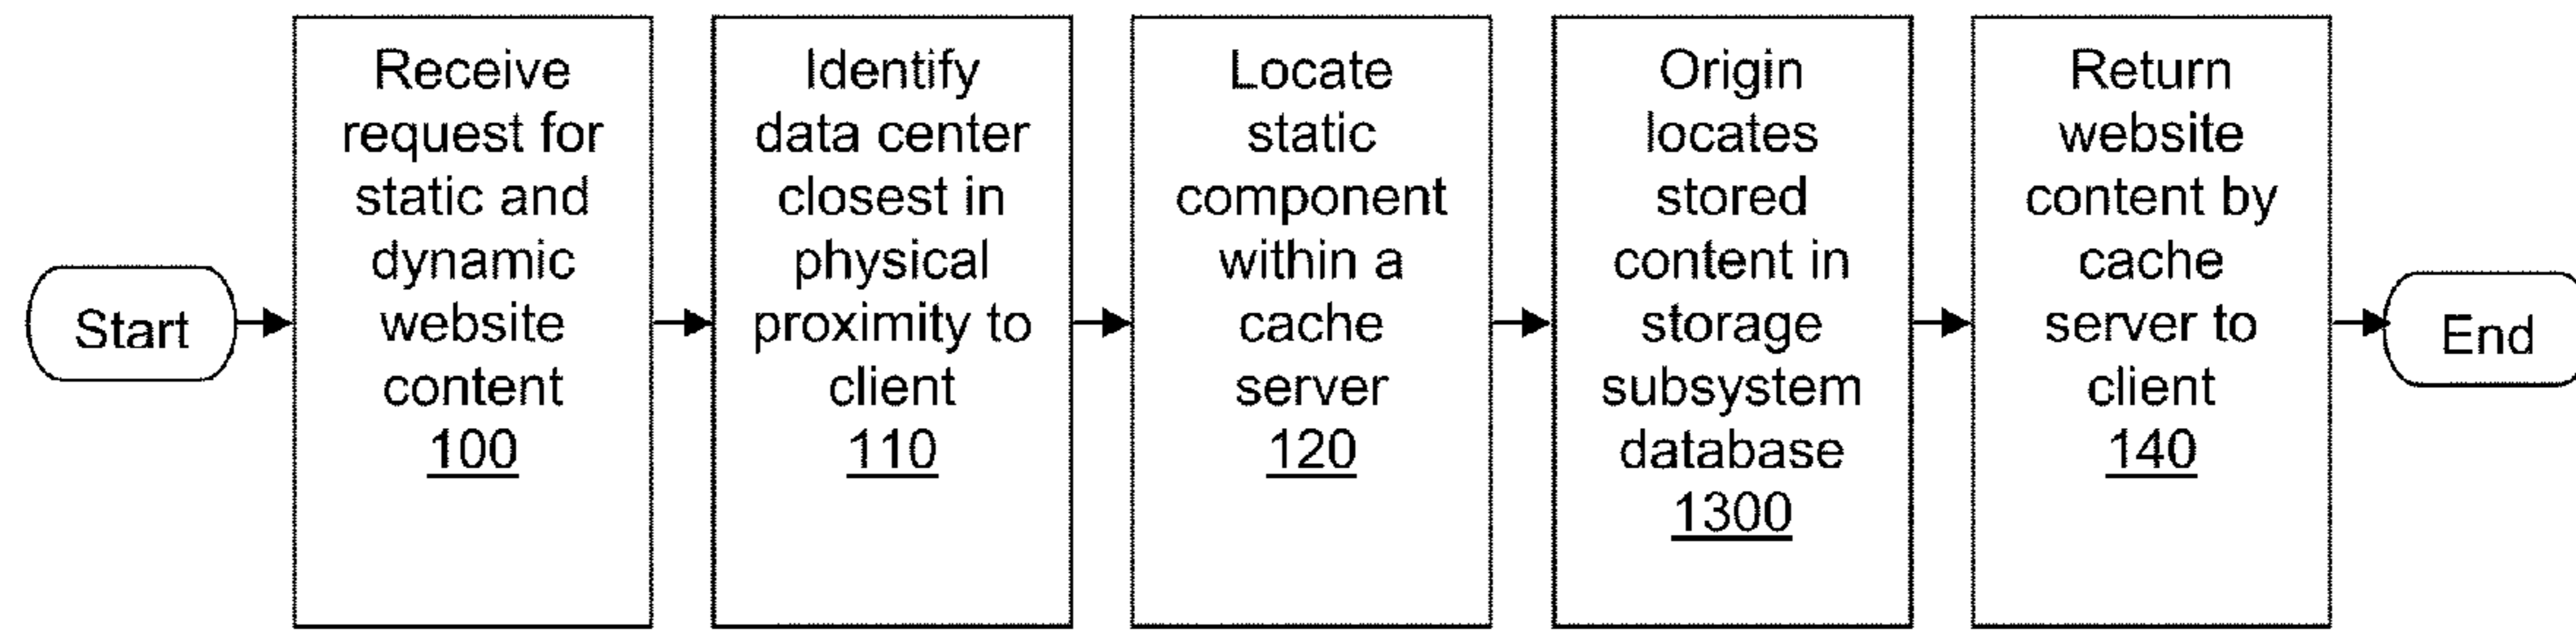 Start
Receive
request for
static and
dynamic
website
content
100
Identify
data center
closest in
physical
proximity to
client
110
Locate
static
component
within a
cache
server
120
Origin
locates
stored
content in
storage
subsystem
database
1300
Return
website
content by
cache
server to
client
140
End